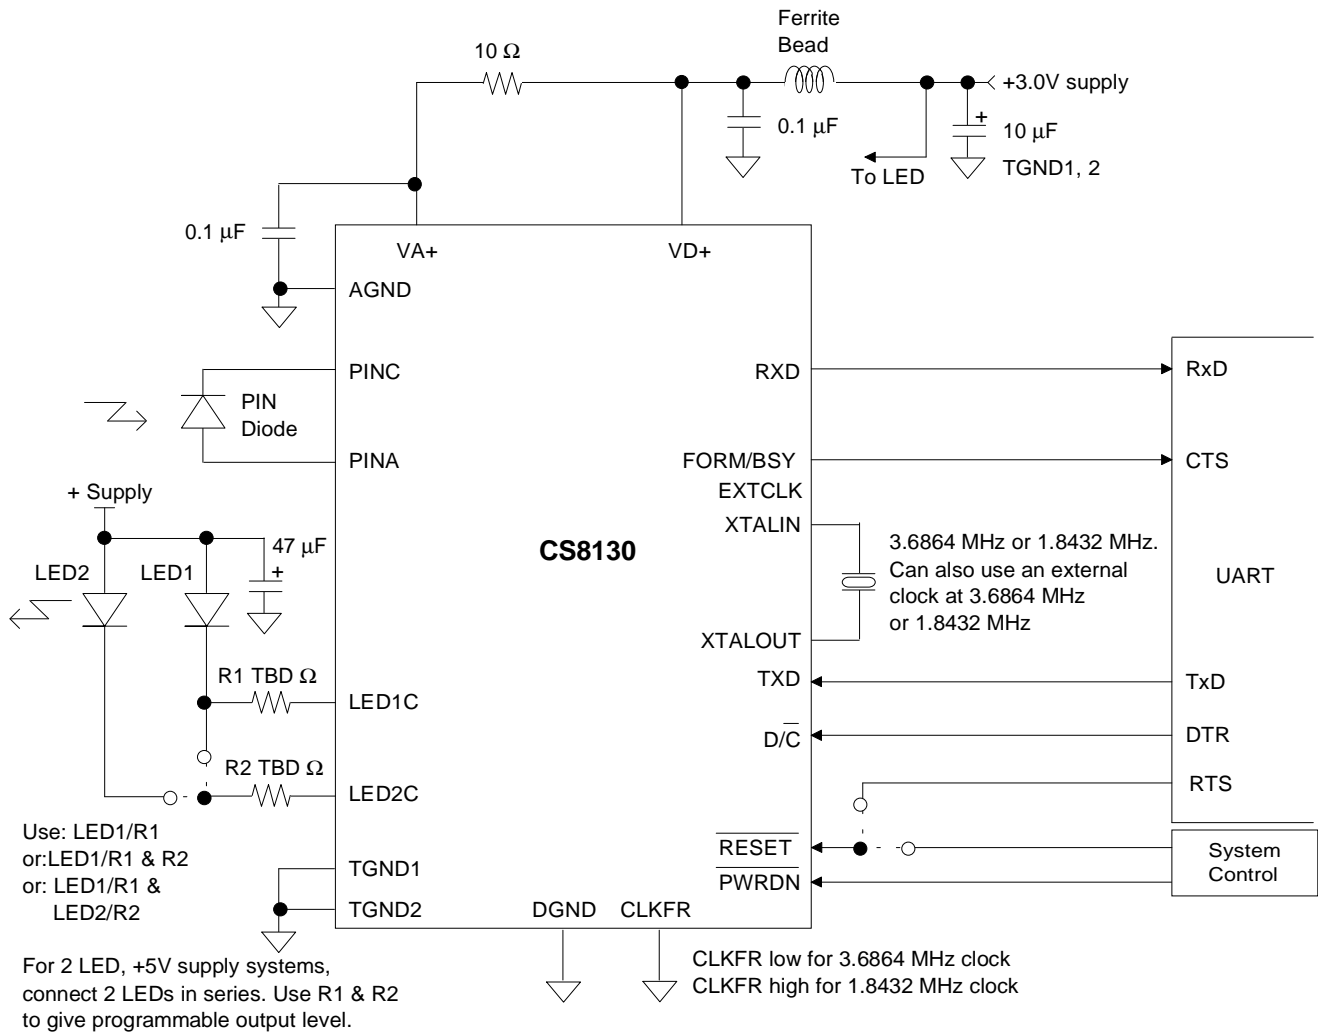 Ferrite
Bead
10 Ω
+3.0V supply
+
0.1 μF
10 μF
To LED
TGND1, 2
0.1 μF
VA+
VD+
AGND
PINC
RXD
RxD
PIN
Diode
PINA
FORM/BSY
CTS
EXTCLK
+ Supply
XTALIN
47 μF
+
CS8130
3.6864 MHz or 1.8432 MHz.
Can also use an external
clock at 3.6864 MHz
or 1.8432 MHz
UART
LED2
LED1
XTALOUT
R1 TBD Ω
TXD
TxD
LED1C
D/C̅
DTR
R2 TBD Ω
LED2C
RTS
Use: LED1/R1
or:LED1/R1 & R2
or: LED1/R1 &
LED2/R2
R̅E̅S̅E̅T̅
System
Control
TGND1
P̅W̅R̅D̅N̅
TGND2
DGND
CLKFR
CLKFR low for 3.6864 MHz clock
CLKFR high for 1.8432 MHz clock
For 2 LED, +5V supply systems,
connect 2 LEDs in series. Use R1 & R2
to give programmable output level.